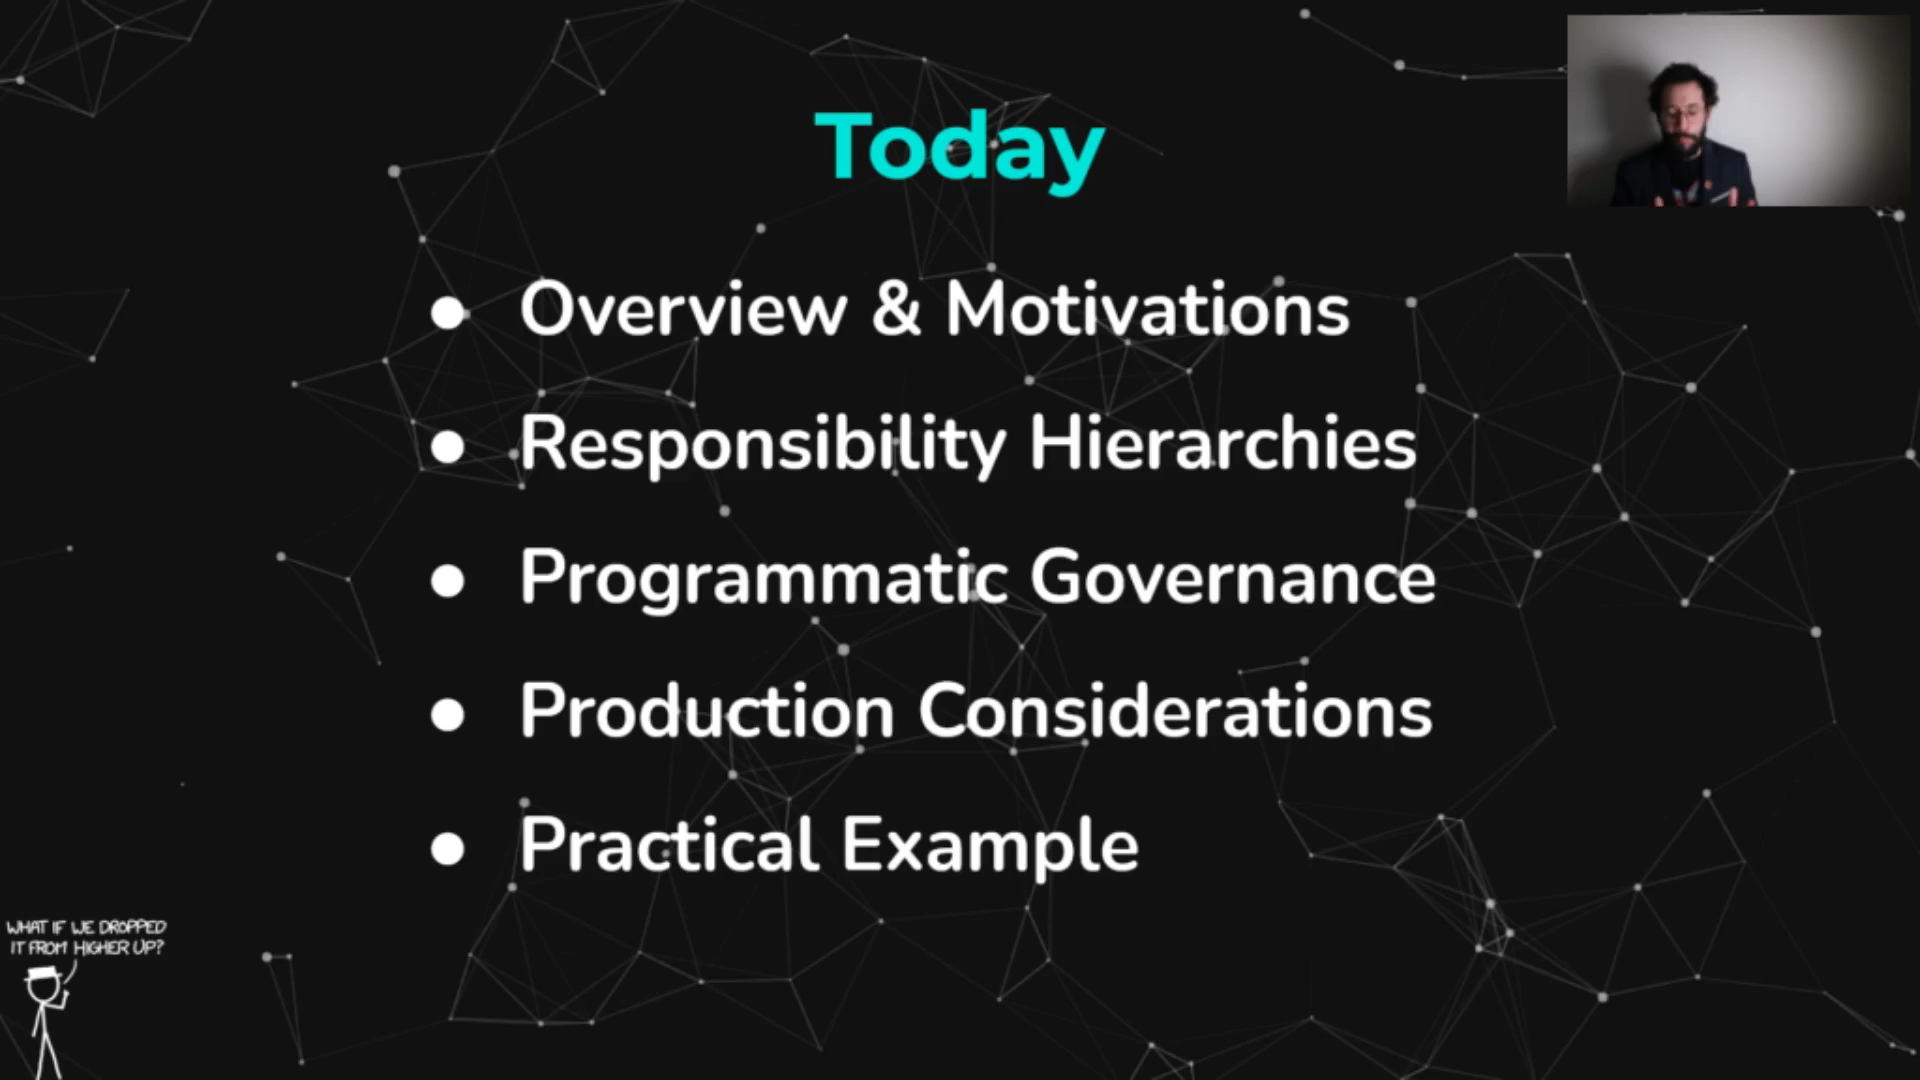 Today
● Overview & Motivations
● Responsibility Hierarchies
● Programmatic Governance
● Production Considerations
● Practical Example
WHAT IF WE DROPPED
IT FROM HIGHER UP?